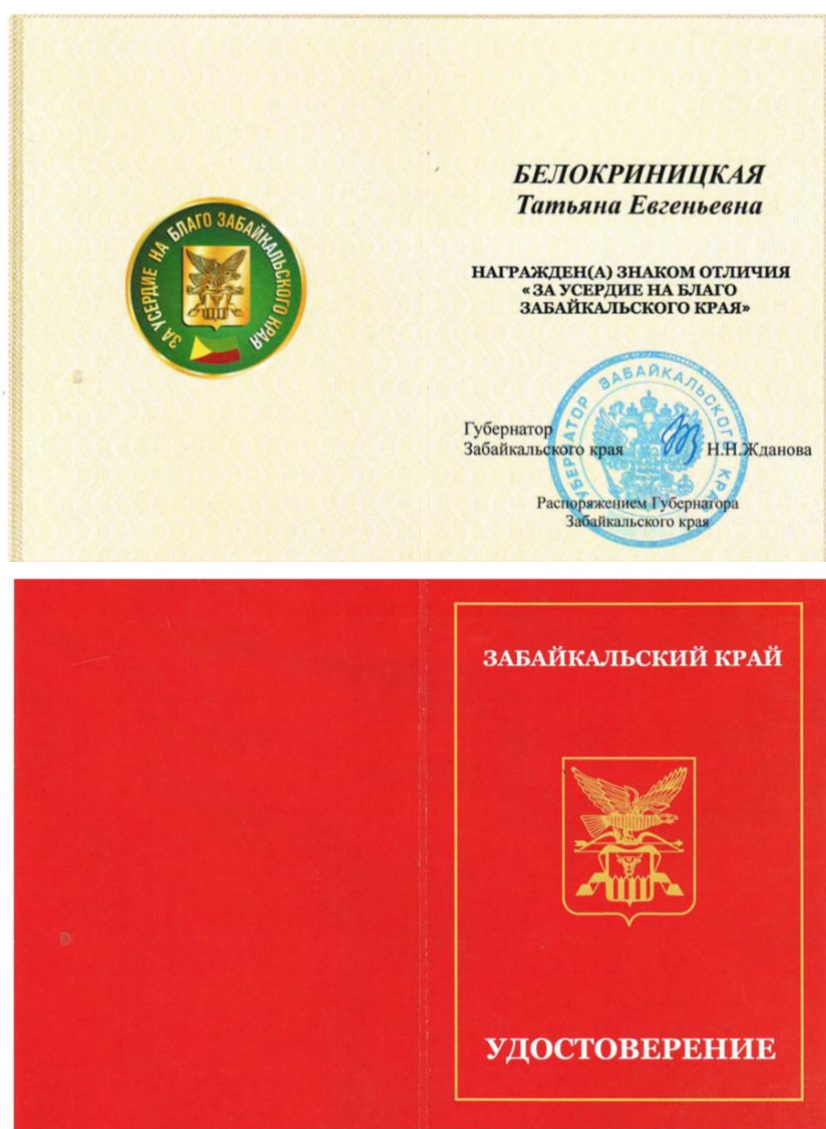 ЗА УСЕРДИЕ НА БЛАГО ЗАБАЙКАЛЬСКОГО КРАЯ
БЕЛОКРИНИЦКАЯ
Татьяна Евгеньевна
НАГРАЖДЕН(А) ЗНАКОМ ОТЛИЧИЯ
«ЗА УСЕРДИЕ НА БЛАГО
ЗАБАЙКАЛЬСКОГО КРАЯ»
ГУБЕРНАТОР ЗАБАЙКАЛЬСКОГО КРАЯ
Губернатор
Забайкальского края Н.Н.Жданова
Распоряжением Губернатора
Забайкальского края
ЗАБАЙКАЛЬСКИЙ КРАЙ
УДОСТОВЕРЕНИЕ